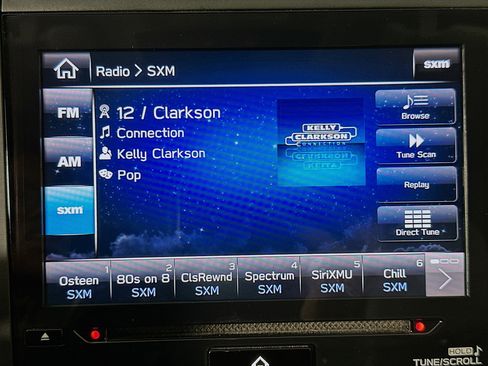 Radio > SXM
sxm
FM
AM
sxm
12 / Clarkson
Connection
Kelly Clarkson
Pop
KELLY
CLARKSON
CONNECTION
Browse
Tune Scan
Replay
Direct Tune
1
Osteen
SXM
2
80s on 8
SXM
3
ClsRewnd
SXM
4
Spectrum
SXM
5
SiriXMU
SXM
6
Chill
SXM
HOLD
TUNE/SCROLL